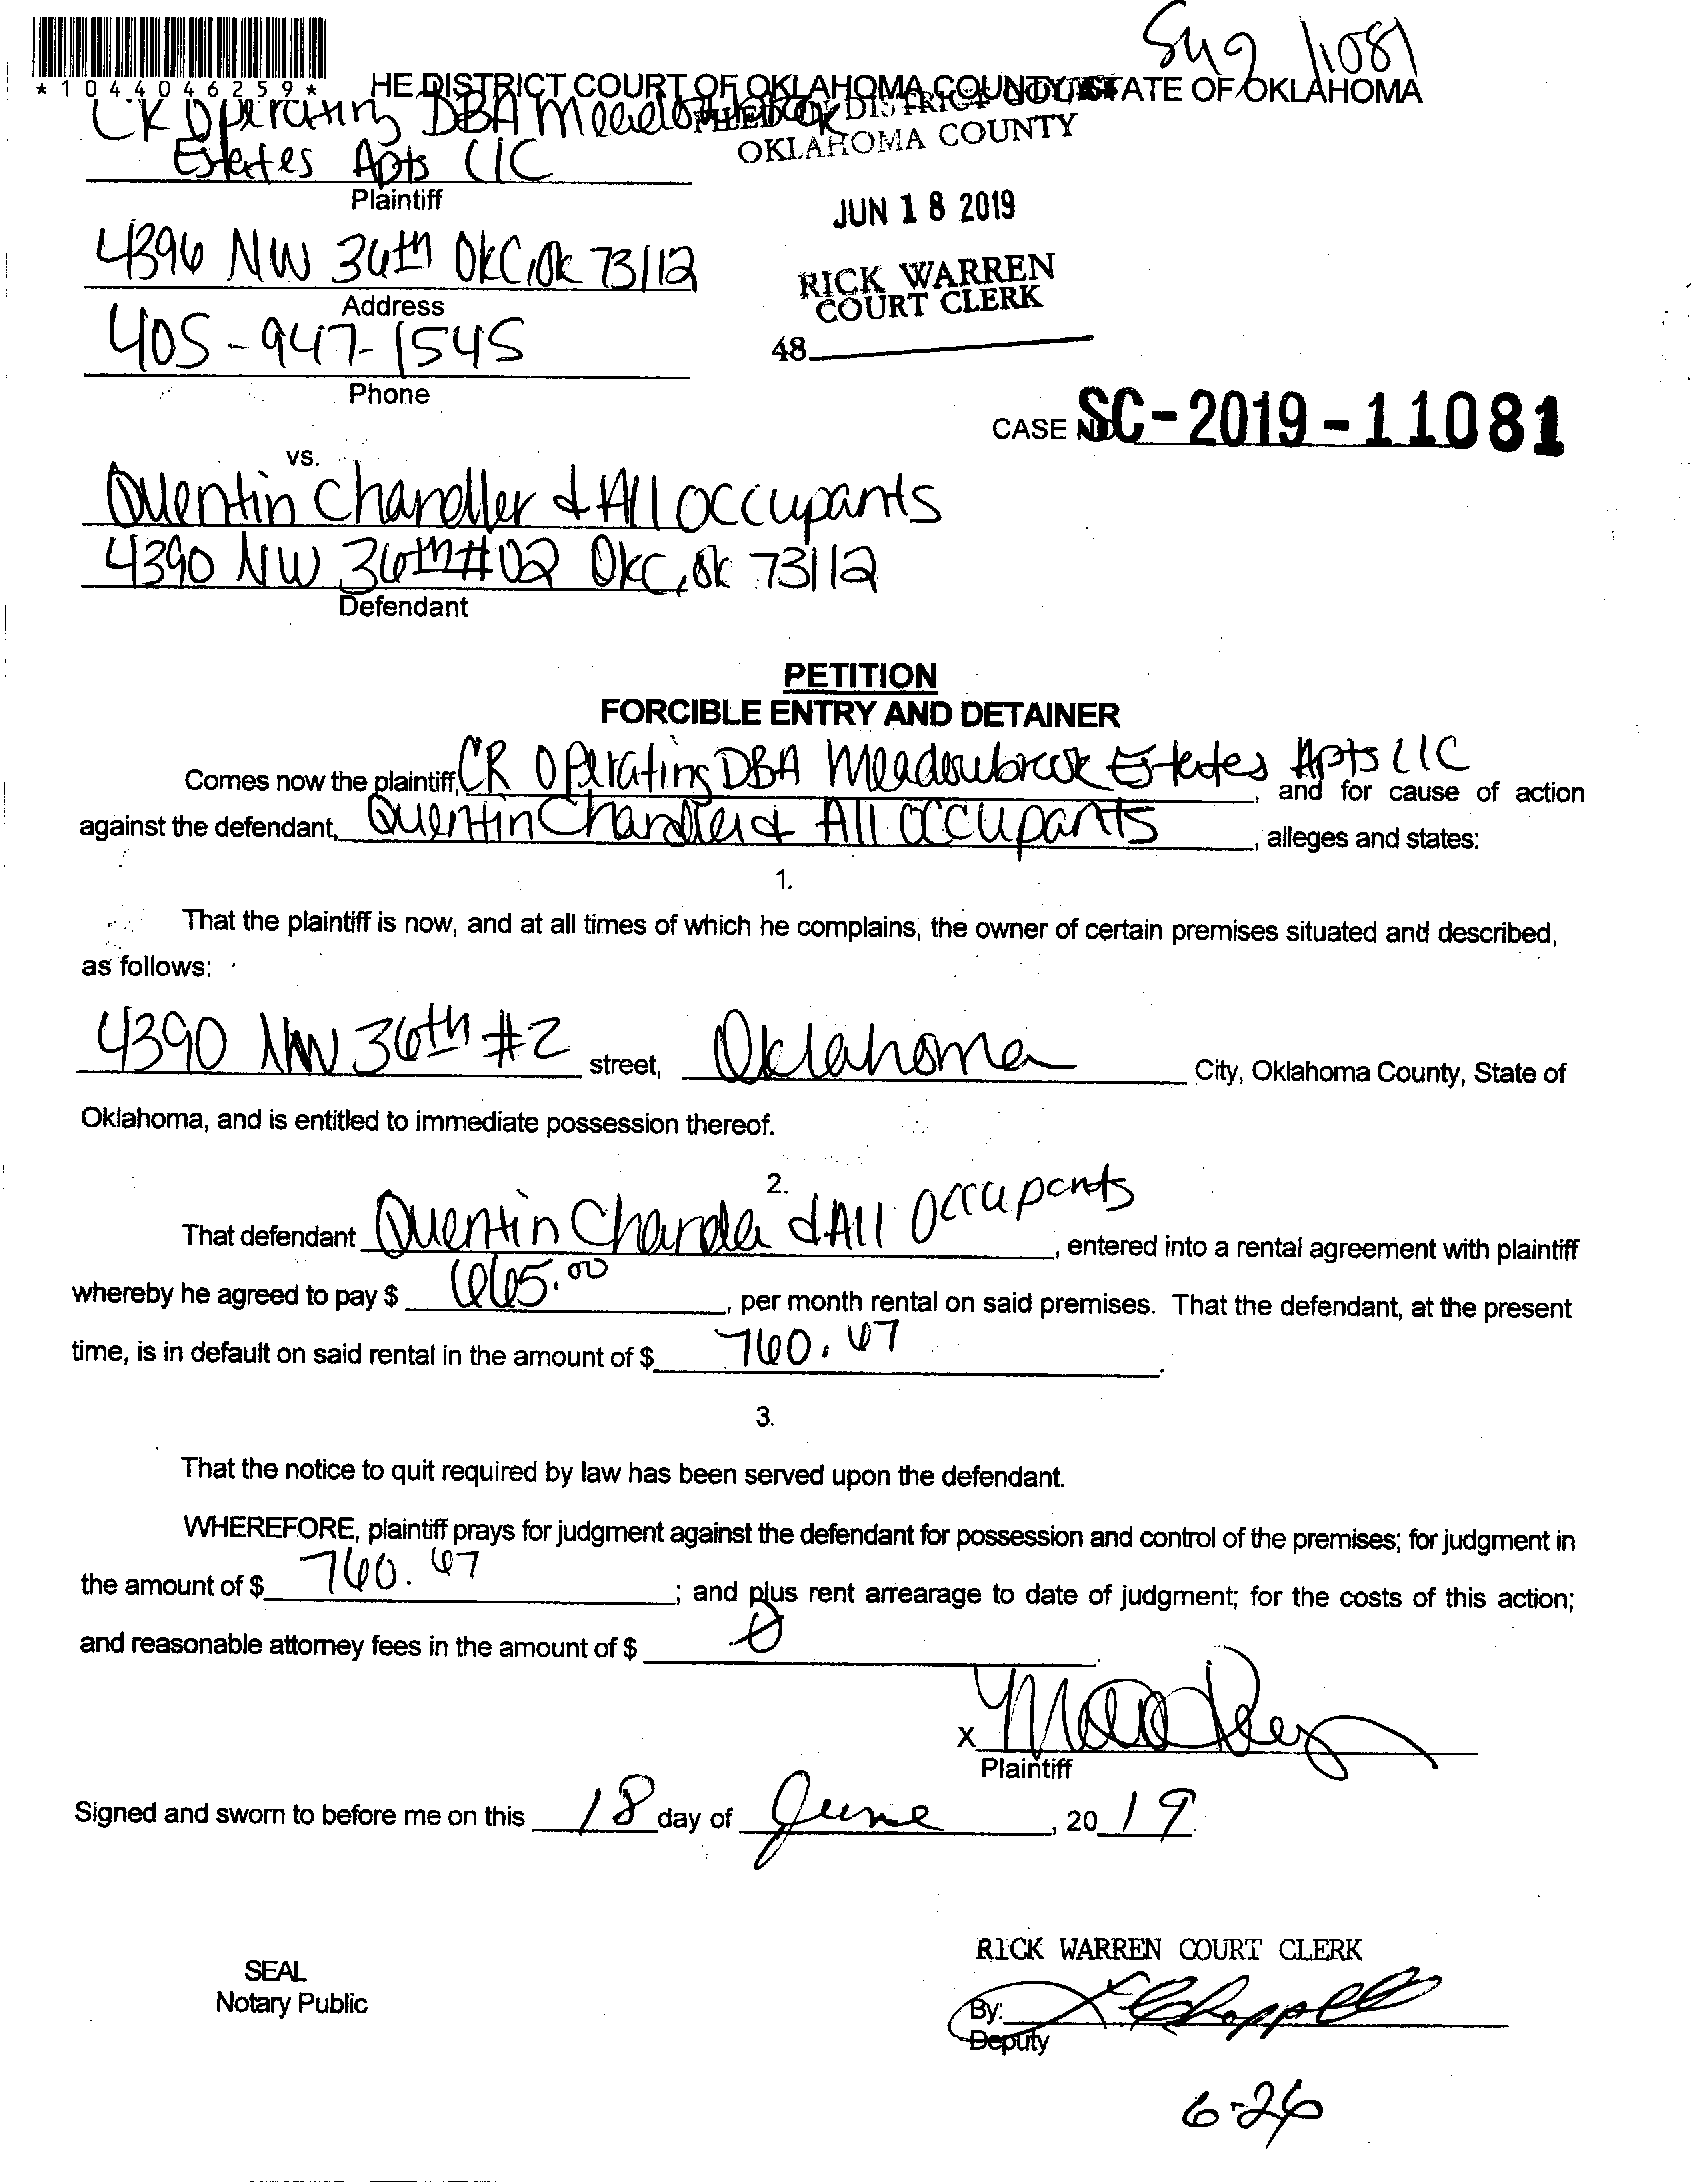 Sm9 11081
*1044046259*
HE DISTRICT COURT OF OKLAHOMA COUNTY, STATE OF OKLAHOMA
CR Operating DBA Meadowbrook
FILED IN DISTRICT COURT
OKLAHOMA COUNTY
Estates Apts LLC
Plaintiff
JUN 18 2019
4396 NW 36th OKC, OK 73112
RICK WARREN
COURT CLERK
Address
405-947-1545
48
Phone
CASE NO SC-2019-11081
vs.
Quentin Chandler & All occupants
4390 NW 36th #02 OKC, OK 73112
Defendant
PETITION
FORCIBLE ENTRY AND DETAINER
Comes now the plaintiff, CR Operating DBA Meadowbrook Estates Apts LLC, and for cause of action
against the defendant, Quentin Chandler & All occupants, alleges and states:
1.
That the plaintiff is now, and at all times of which he complains, the owner of certain premises situated and described,
as follows:
4390 NW 36th #2 street, Oklahoma City, Oklahoma County, State of
Oklahoma, and is entitled to immediate possession thereof.
2.
That defendant Quentin Chandler & All Occupants, entered into a rental agreement with plaintiff
whereby he agreed to pay $ 665.00, per month rental on said premises. That the defendant, at the present
time, is in default on said rental in the amount of $ 760.67.
3.
That the notice to quit required by law has been served upon the defendant.
WHEREFORE, plaintiff prays for judgment against the defendant for possession and control of the premises; for judgment in
the amount of $ 760.67; and plus rent arrearage to date of judgment; for the costs of this action;
and reasonable attorney fees in the amount of $ 0.
X
Plaintiff
Signed and sworn to before me on this 18 day of June, 2019.
RICK WARREN COURT CLERK
SEAL
Notary Public
By: Chappell
Deputy
6-26